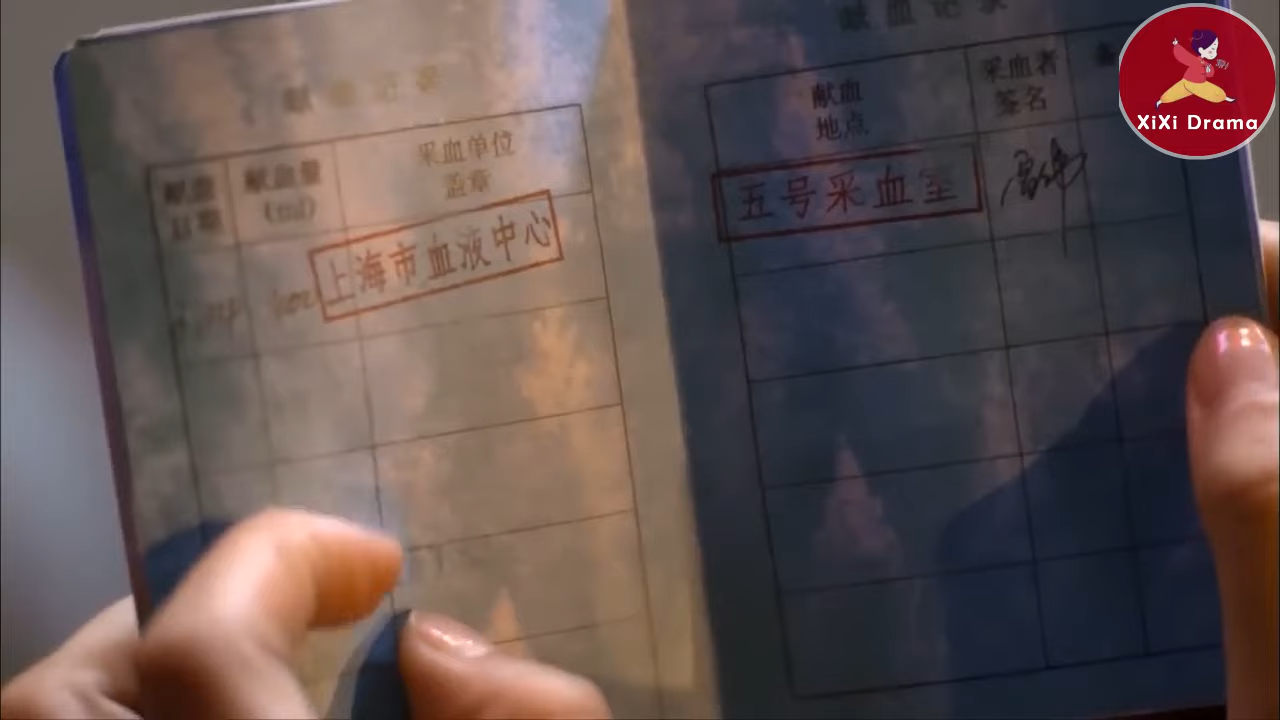 献血记录
献血
日期
献血量
(ml)
采血单位
盖章
上海市血液中心
献血记录
献血
地点
采血者
签名
五号采血室
XiXi Drama